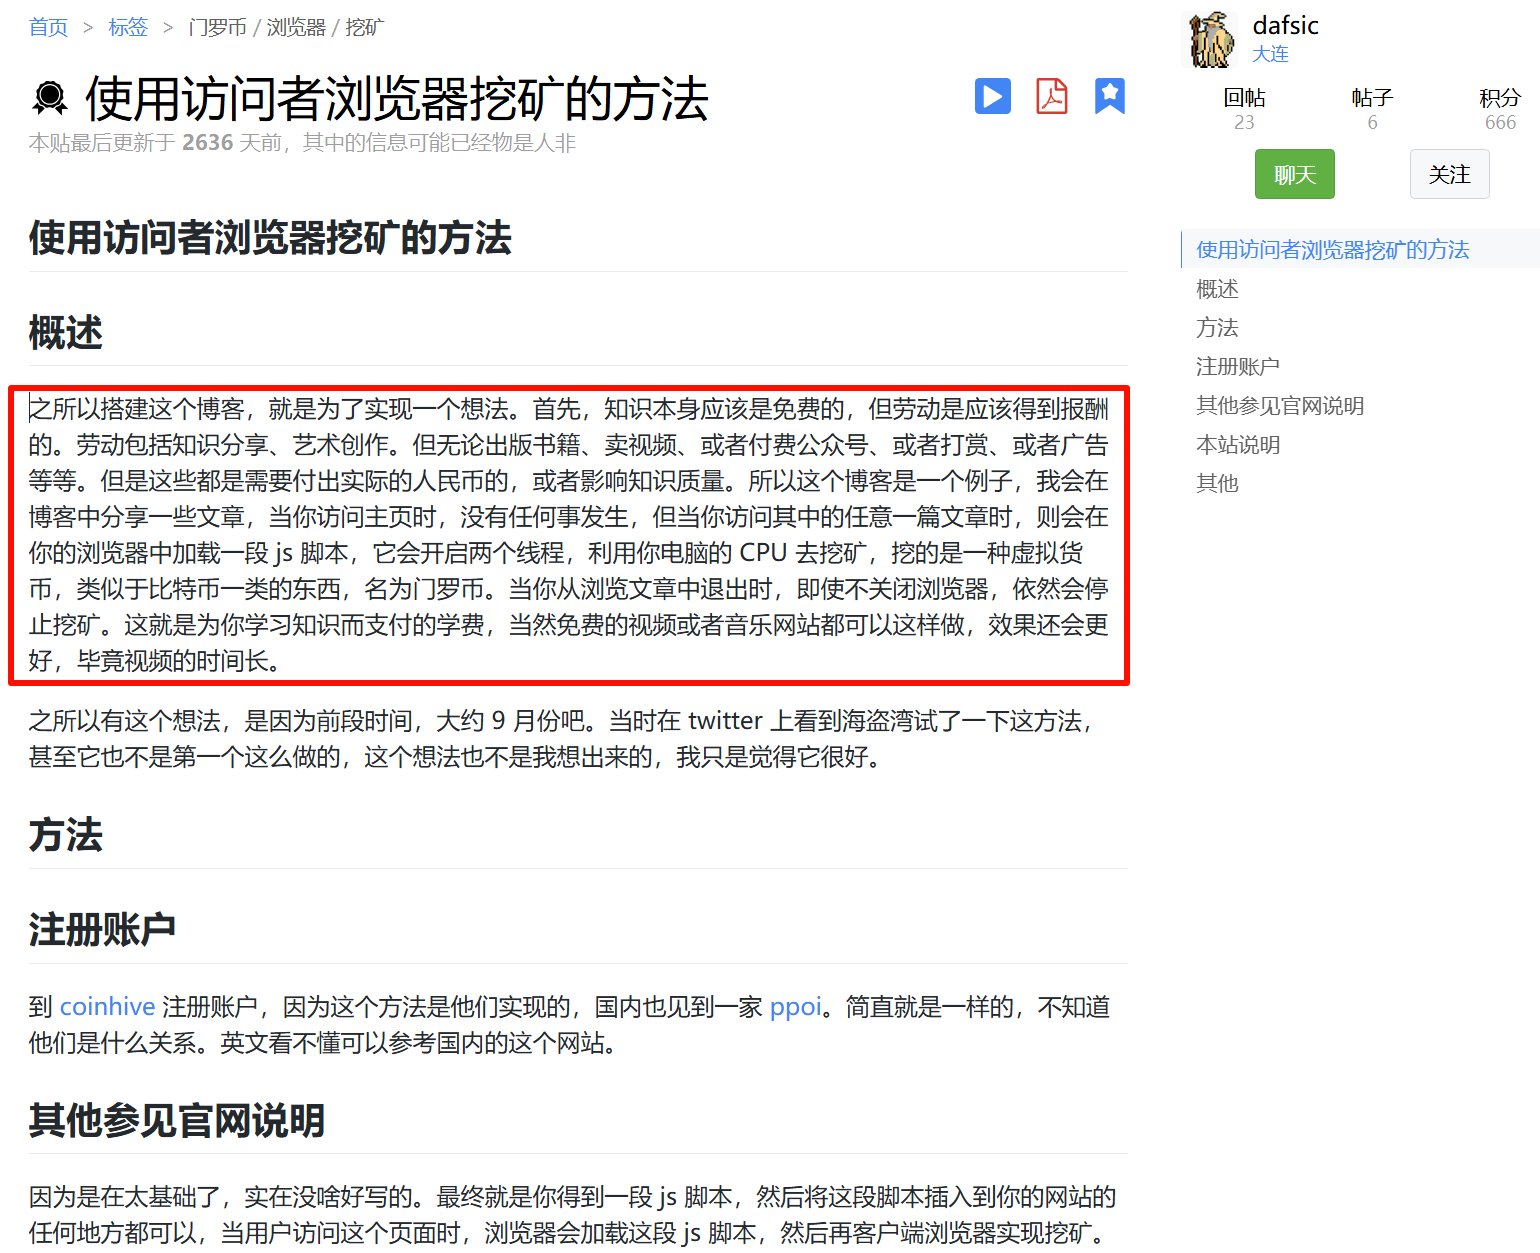 首页 > 标签 > 门罗币 / 浏览器 / 挖矿
使用访问者浏览器挖矿的方法
本贴最后更新于 2636 天前，其中的信息可能已经物是人非
使用访问者浏览器挖矿的方法
概述
之所以搭建这个博客，就是为了实现一个想法。首先，知识本身应该是免费的，但劳动是应该得到报酬
的。劳动包括知识分享、艺术创作。但无论出版书籍、卖视频、或者付费公众号、或者打赏、或者广告
等等。但是这些都是需要付出实际的人民币的，或者影响知识质量。所以这个博客是一个例子，我会在
博客中分享一些文章，当你访问主页时，没有任何事发生，但当你访问其中的任意一篇文章时，则会在
你的浏览器中加载一段 js 脚本，它会开启两个线程，利用你电脑的 CPU 去挖矿，挖的是一种虚拟货
币，类似于比特币一类的东西，名为门罗币。当你从浏览文章中退出时，即使不关闭浏览器，依然会停
止挖矿。这就是为你学习知识而支付的学费，当然免费的视频或者音乐网站都可以这样做，效果还会更
好，毕竟视频的时间长。
之所以有这个想法，是因为前段时间，大约 9 月份吧。当时在 twitter 上看到海盗湾试了一下这方法，
甚至它也不是第一个这么做的，这个想法也不是我想出来的，我只是觉得它很好。
方法
注册账户
到 coinhive 注册账户，因为这个方法是他们实现的，国内也见到一家 ppoi。简直就是一样的，不知道
他们是什么关系。英文看不懂可以参考国内的这个网站。
其他参见官网说明
因为是在太基础了，实在没啥好写的。最终就是你得到一段 js 脚本，然后将这段脚本插入到你的网站的
任何地方都可以，当用户访问这个页面时，浏览器会加载这段 js 脚本，然后再客户端浏览器实现挖矿。
dafsic
大连
回帖 帖子 积分
23 6 666
聊天 关注
使用访问者浏览器挖矿的方法
概述
方法
注册账户
其他参见官网说明
本站说明
其他